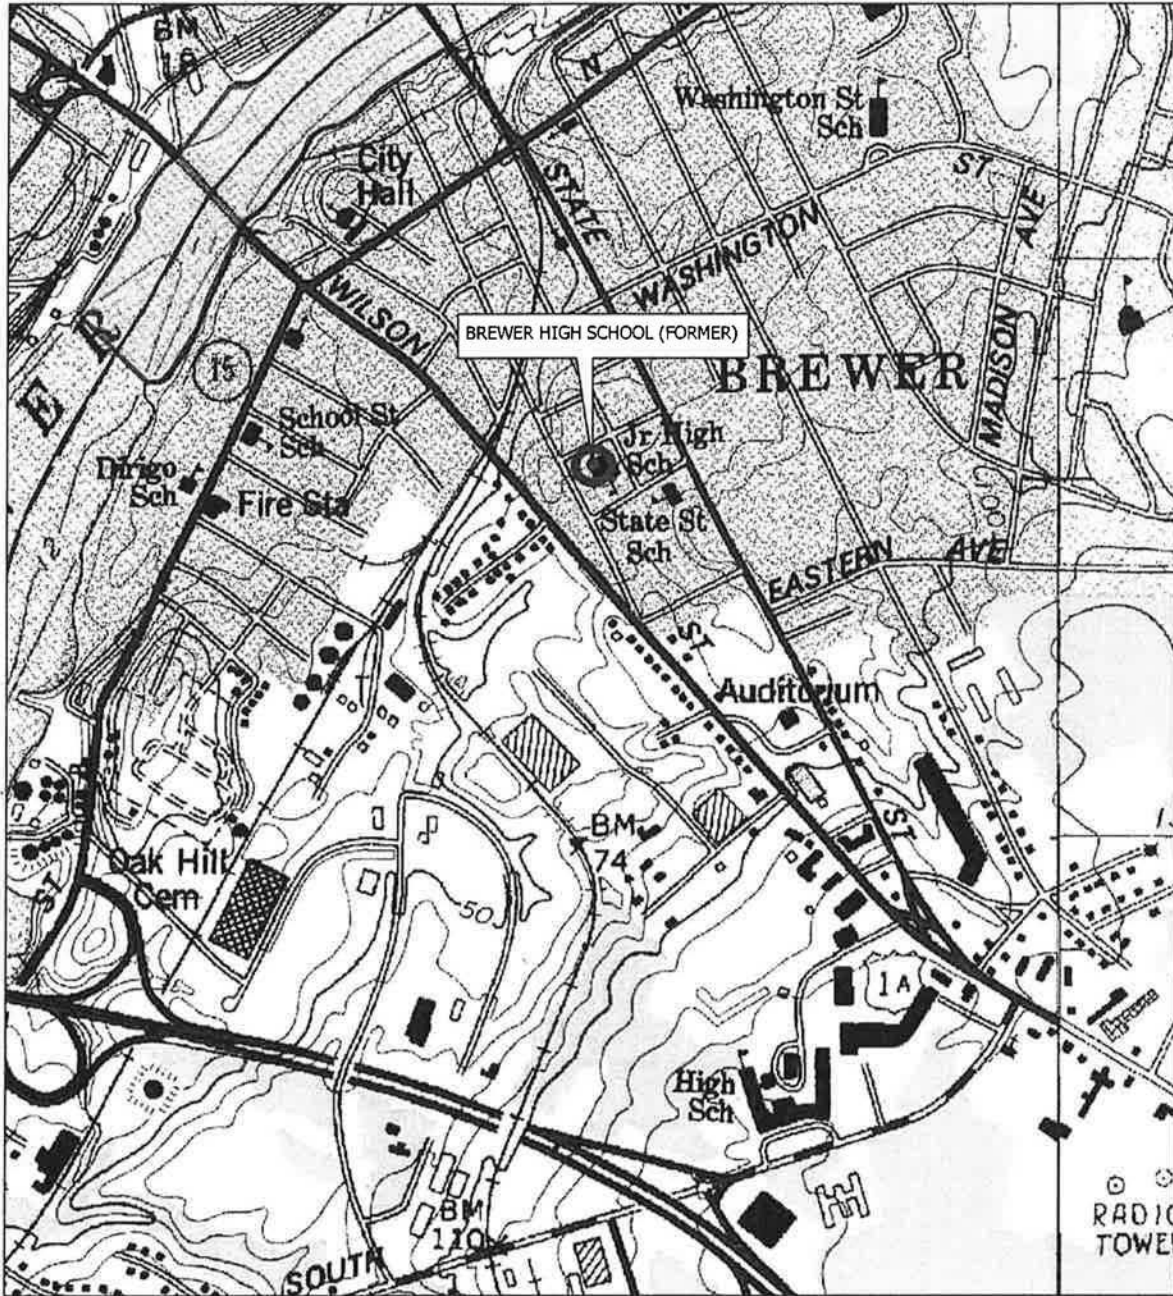 BM
18
N
Washington St
Sch
City
Hall
STATE
ST
WASHINGTON
AVE
WILSON
BREWER HIGH SCHOOL (FORMER)
MADISON
E R
15
BREWER
School St
Sch
Jr High
Sch
Dirigo
Sch
Fire Sta
State St
Sch
EASTERN AVE
ST
Auditorium
BM
74
ST
Oak Hill
Cem
ST
50
1A
High
Sch
BM
110
SOUTH
RADIO
TOWE